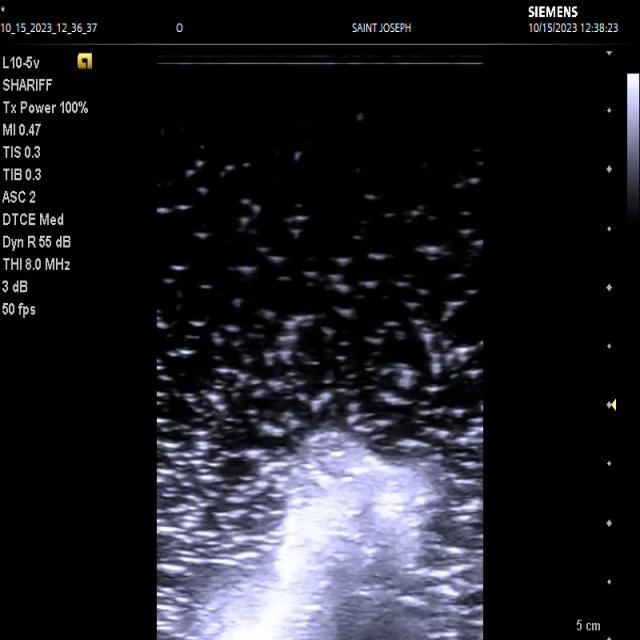 *
SIEMENS
10_15_2023_12_36_37 O SAINT JOSEPH 10/15/2023 12:38:23
L10-5v
SHARIFF
Tx Power 100%
MI 0.47
TIS 0.3
TIB 0.3
ASC 2
DTCE Med
Dyn R 55 dB
THI 8.0 MHz
3 dB
50 fps
5 cm